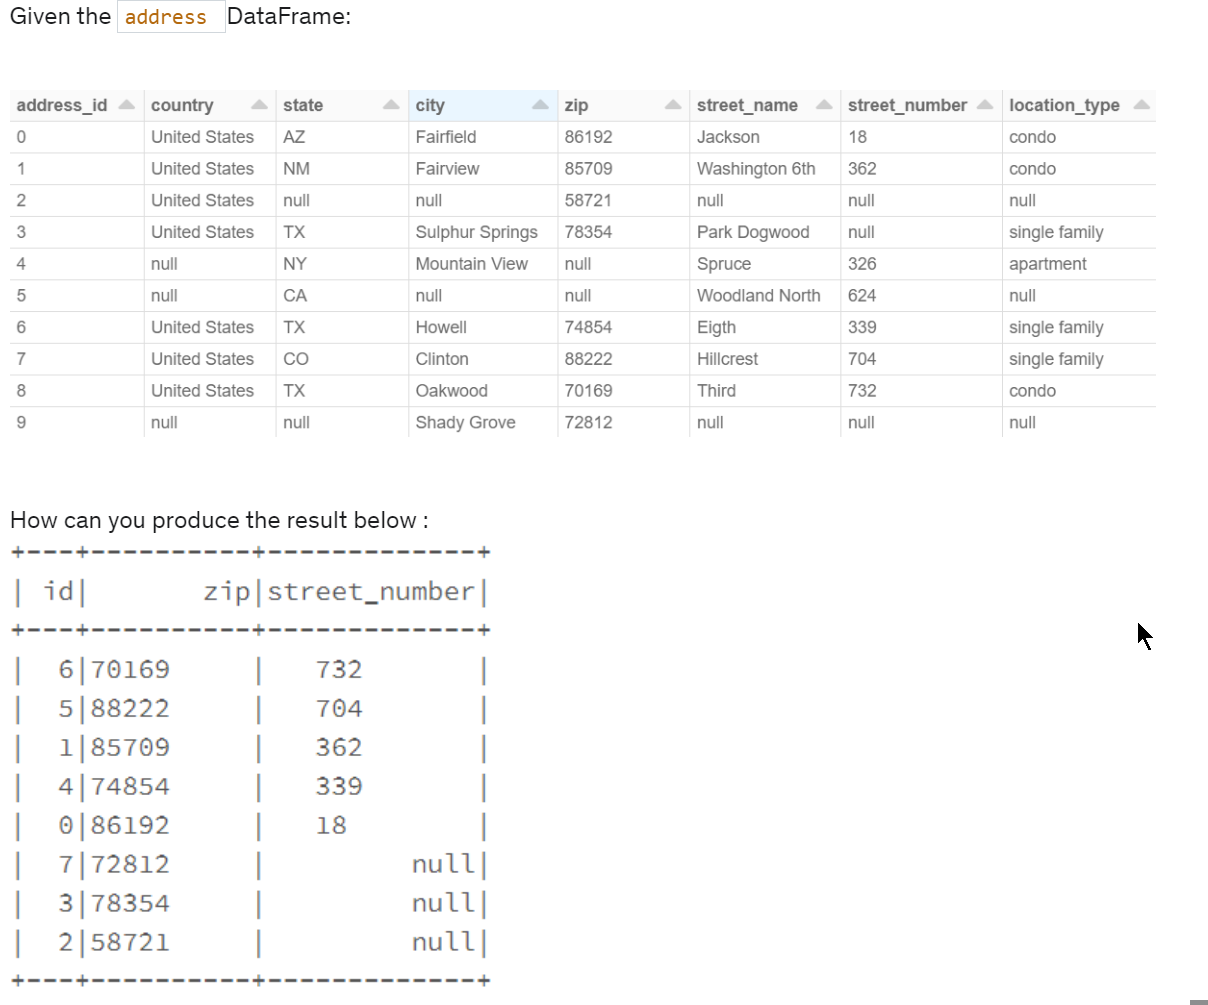 Given the address DataFrame:
address_id country state city zip street_name street_number location_type
0 United States AZ Fairfield 86192 Jackson 18 condo
1 United States NM Fairview 85709 Washington 6th 362 condo
2 United States null null 58721 null null null
3 United States TX Sulphur Springs 78354 Park Dogwood null single family
4 null NY Mountain View null Spruce 326 apartment
5 null CA null null Woodland North 624 null
6 United States TX Howell 74854 Eigth 339 single family
7 United States CO Clinton 88222 Hillcrest 704 single family
8 United States TX Oakwood 70169 Third 732 condo
9 null null Shady Grove 72812 null null null
How can you produce the result below :
+---+----------+-------------+
| id|       zip|street_number|
+---+----------+-------------+
|  6|70169     |   732       |
|  5|88222     |   704       |
|  1|85709     |   362       |
|  4|74854     |   339       |
|  0|86192     |   18        |
|  7|72812     |         null|
|  3|78354     |         null|
|  2|58721     |         null|
+---+----------+-------------+